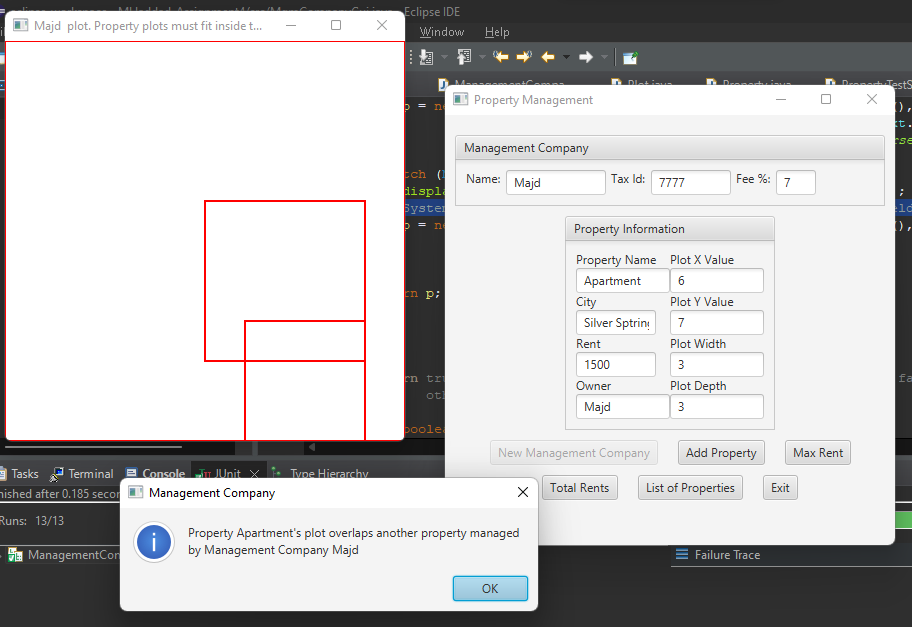 Majd  plot. Property plots must fit inside t...
Eclipse IDE
Window Help
Property Management
Management Company
Name: Majd Tax Id: 7777 Fee %: 7
Property Information
Property Name Plot X Value
Apartment 6
City Plot Y Value
Silver Sptring 7
Rent Plot Width
1500 3
Owner Plot Depth
Majd 3
New Management Company Add Property Max Rent
Total Rents List of Properties Exit
rn p;
Tasks Terminal Console JUnit Type Hierarchy
nished after 0.185 secon
Runs: 13/13
ManagementCon
Failure Trace
Management Company
Property Apartment's plot overlaps another property managed
by Management Company Majd
OK